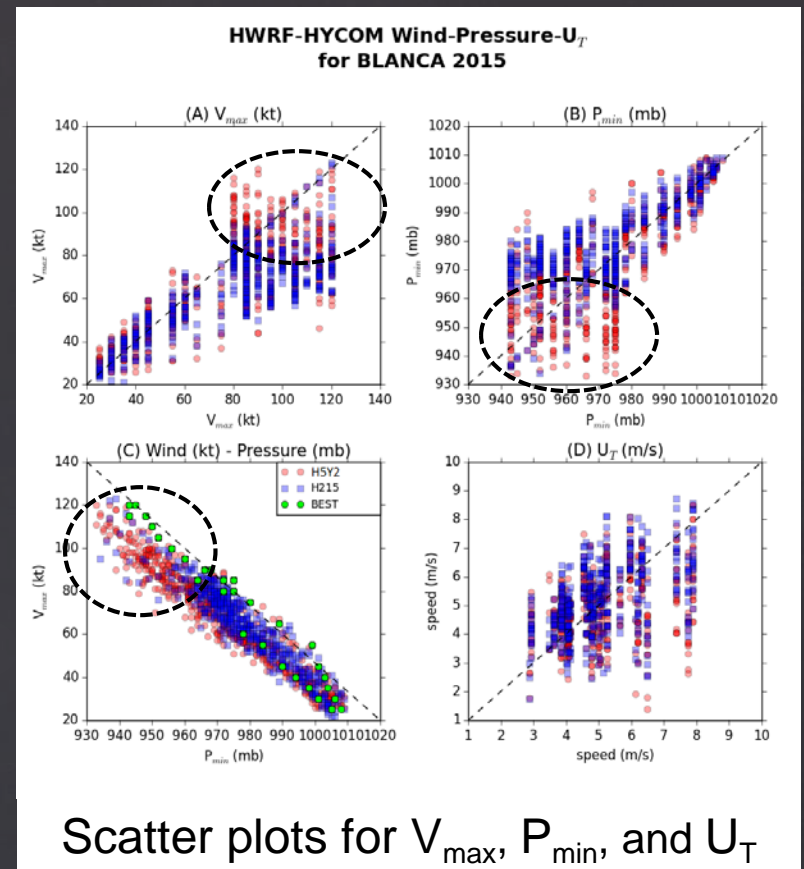 HWRF-HYCOM Wind-Pressure-U_T
for BLANCA 2015
(A) V_max (kt)
140
120
100
80
60
40
20
V_max (kt)
20 40 60 80 100 120 140
V_max (kt)
(B) P_min (mb)
1020
1010
1000
990
980
970
960
950
940
930
P_min (mb)
930 940 950 960 970 980 990 1000 1010 1020
P_min (mb)
(C) Wind (kt) - Pressure (mb)
140
120
100
80
60
40
20
V_max (kt)
H5Y2
H215
BEST
930 940 950 960 970 980 990 1000 1010 1020
P_min (mb)
(D) U_T (m/s)
10
9
8
7
6
5
4
3
2
1
speed (m/s)
1 2 3 4 5 6 7 8 9 10
speed (m/s)
Scatter plots for V_max, P_min, and U_T